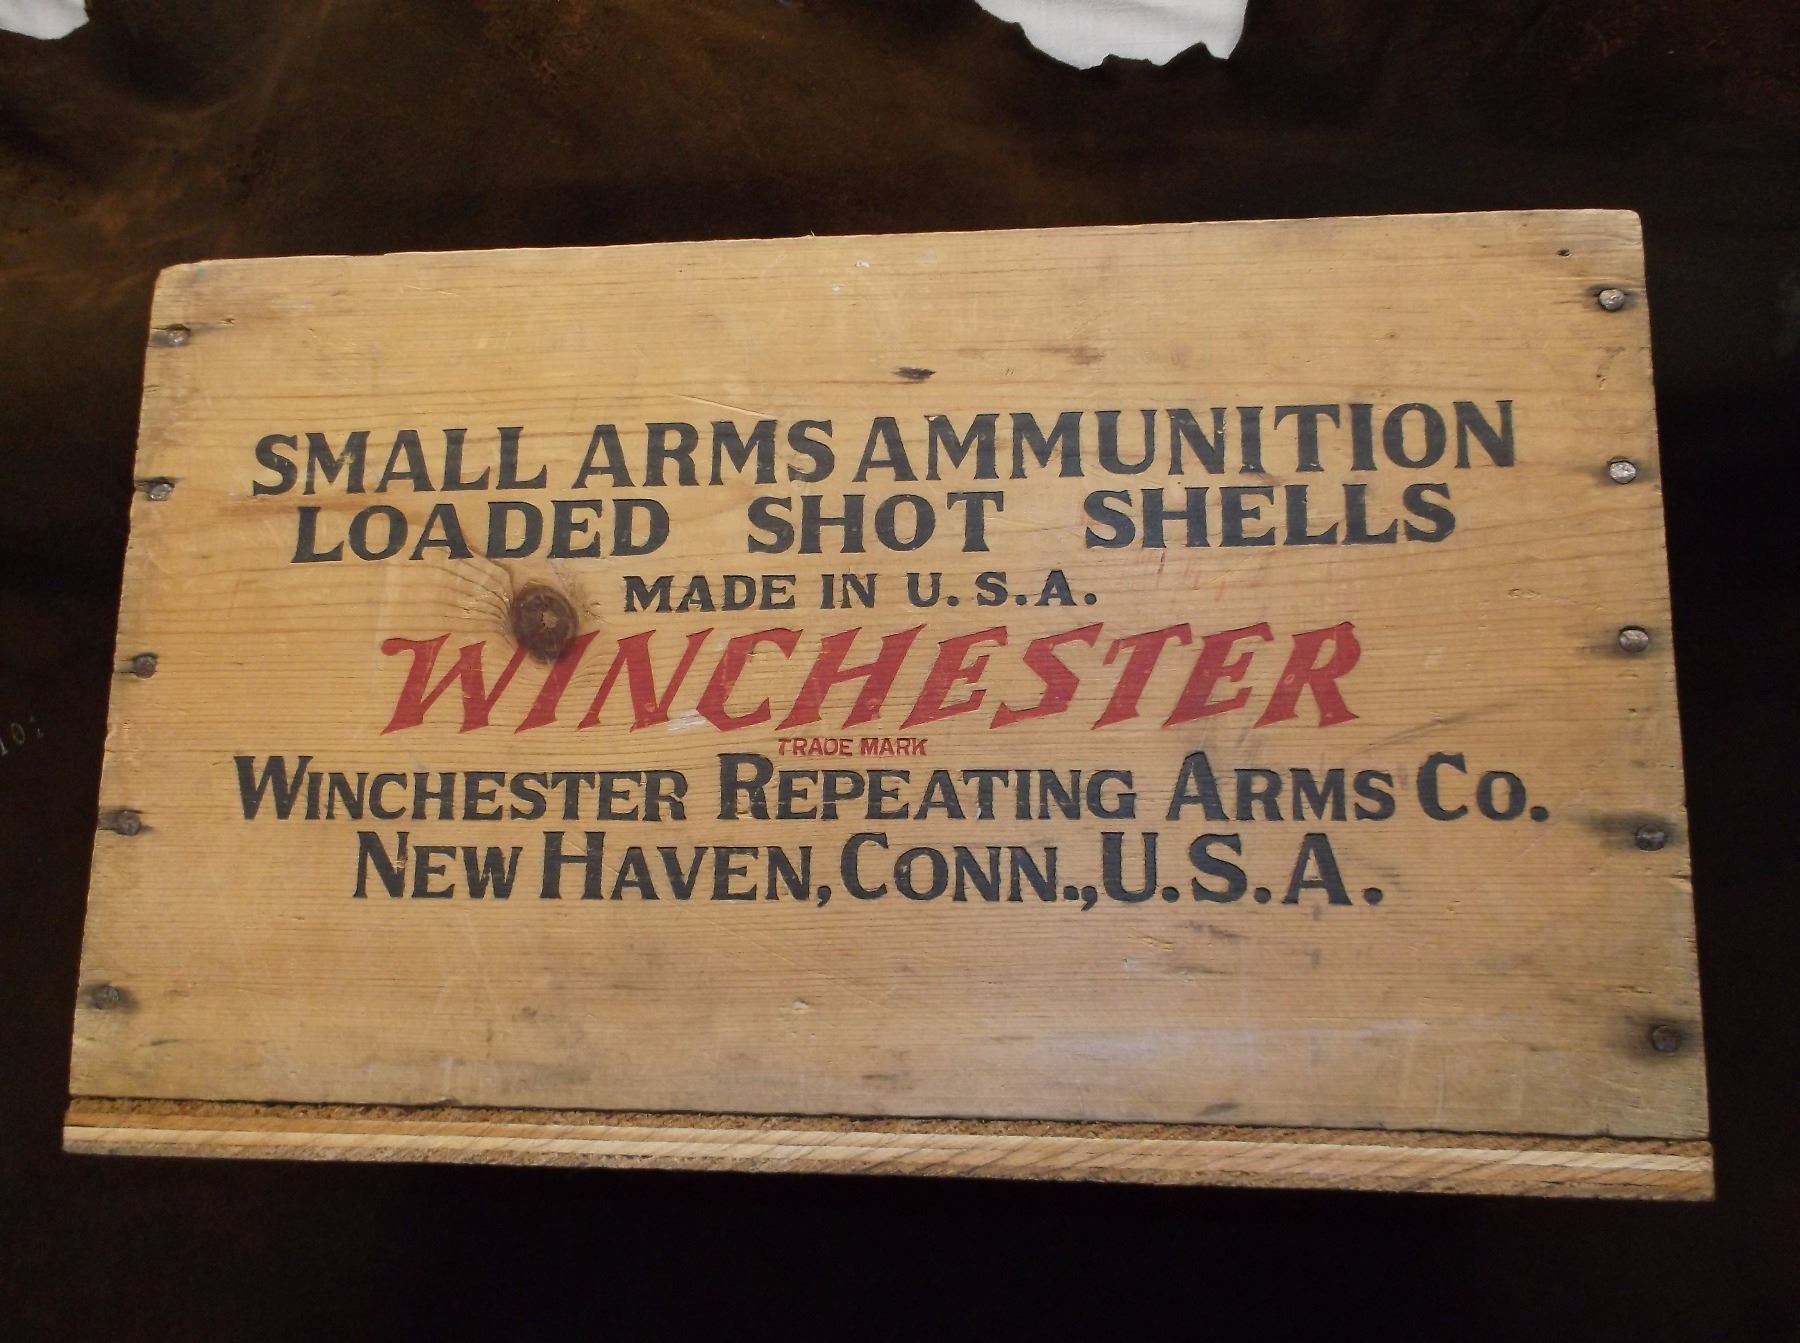 SMALL ARMS AMMUNITION
LOADED SHOT SHELLS
MADE IN U.S.A.
WINCHESTER
TRADE MARK
WINCHESTER REPEATING ARMS CO.
NEW HAVEN, CONN., U.S.A.